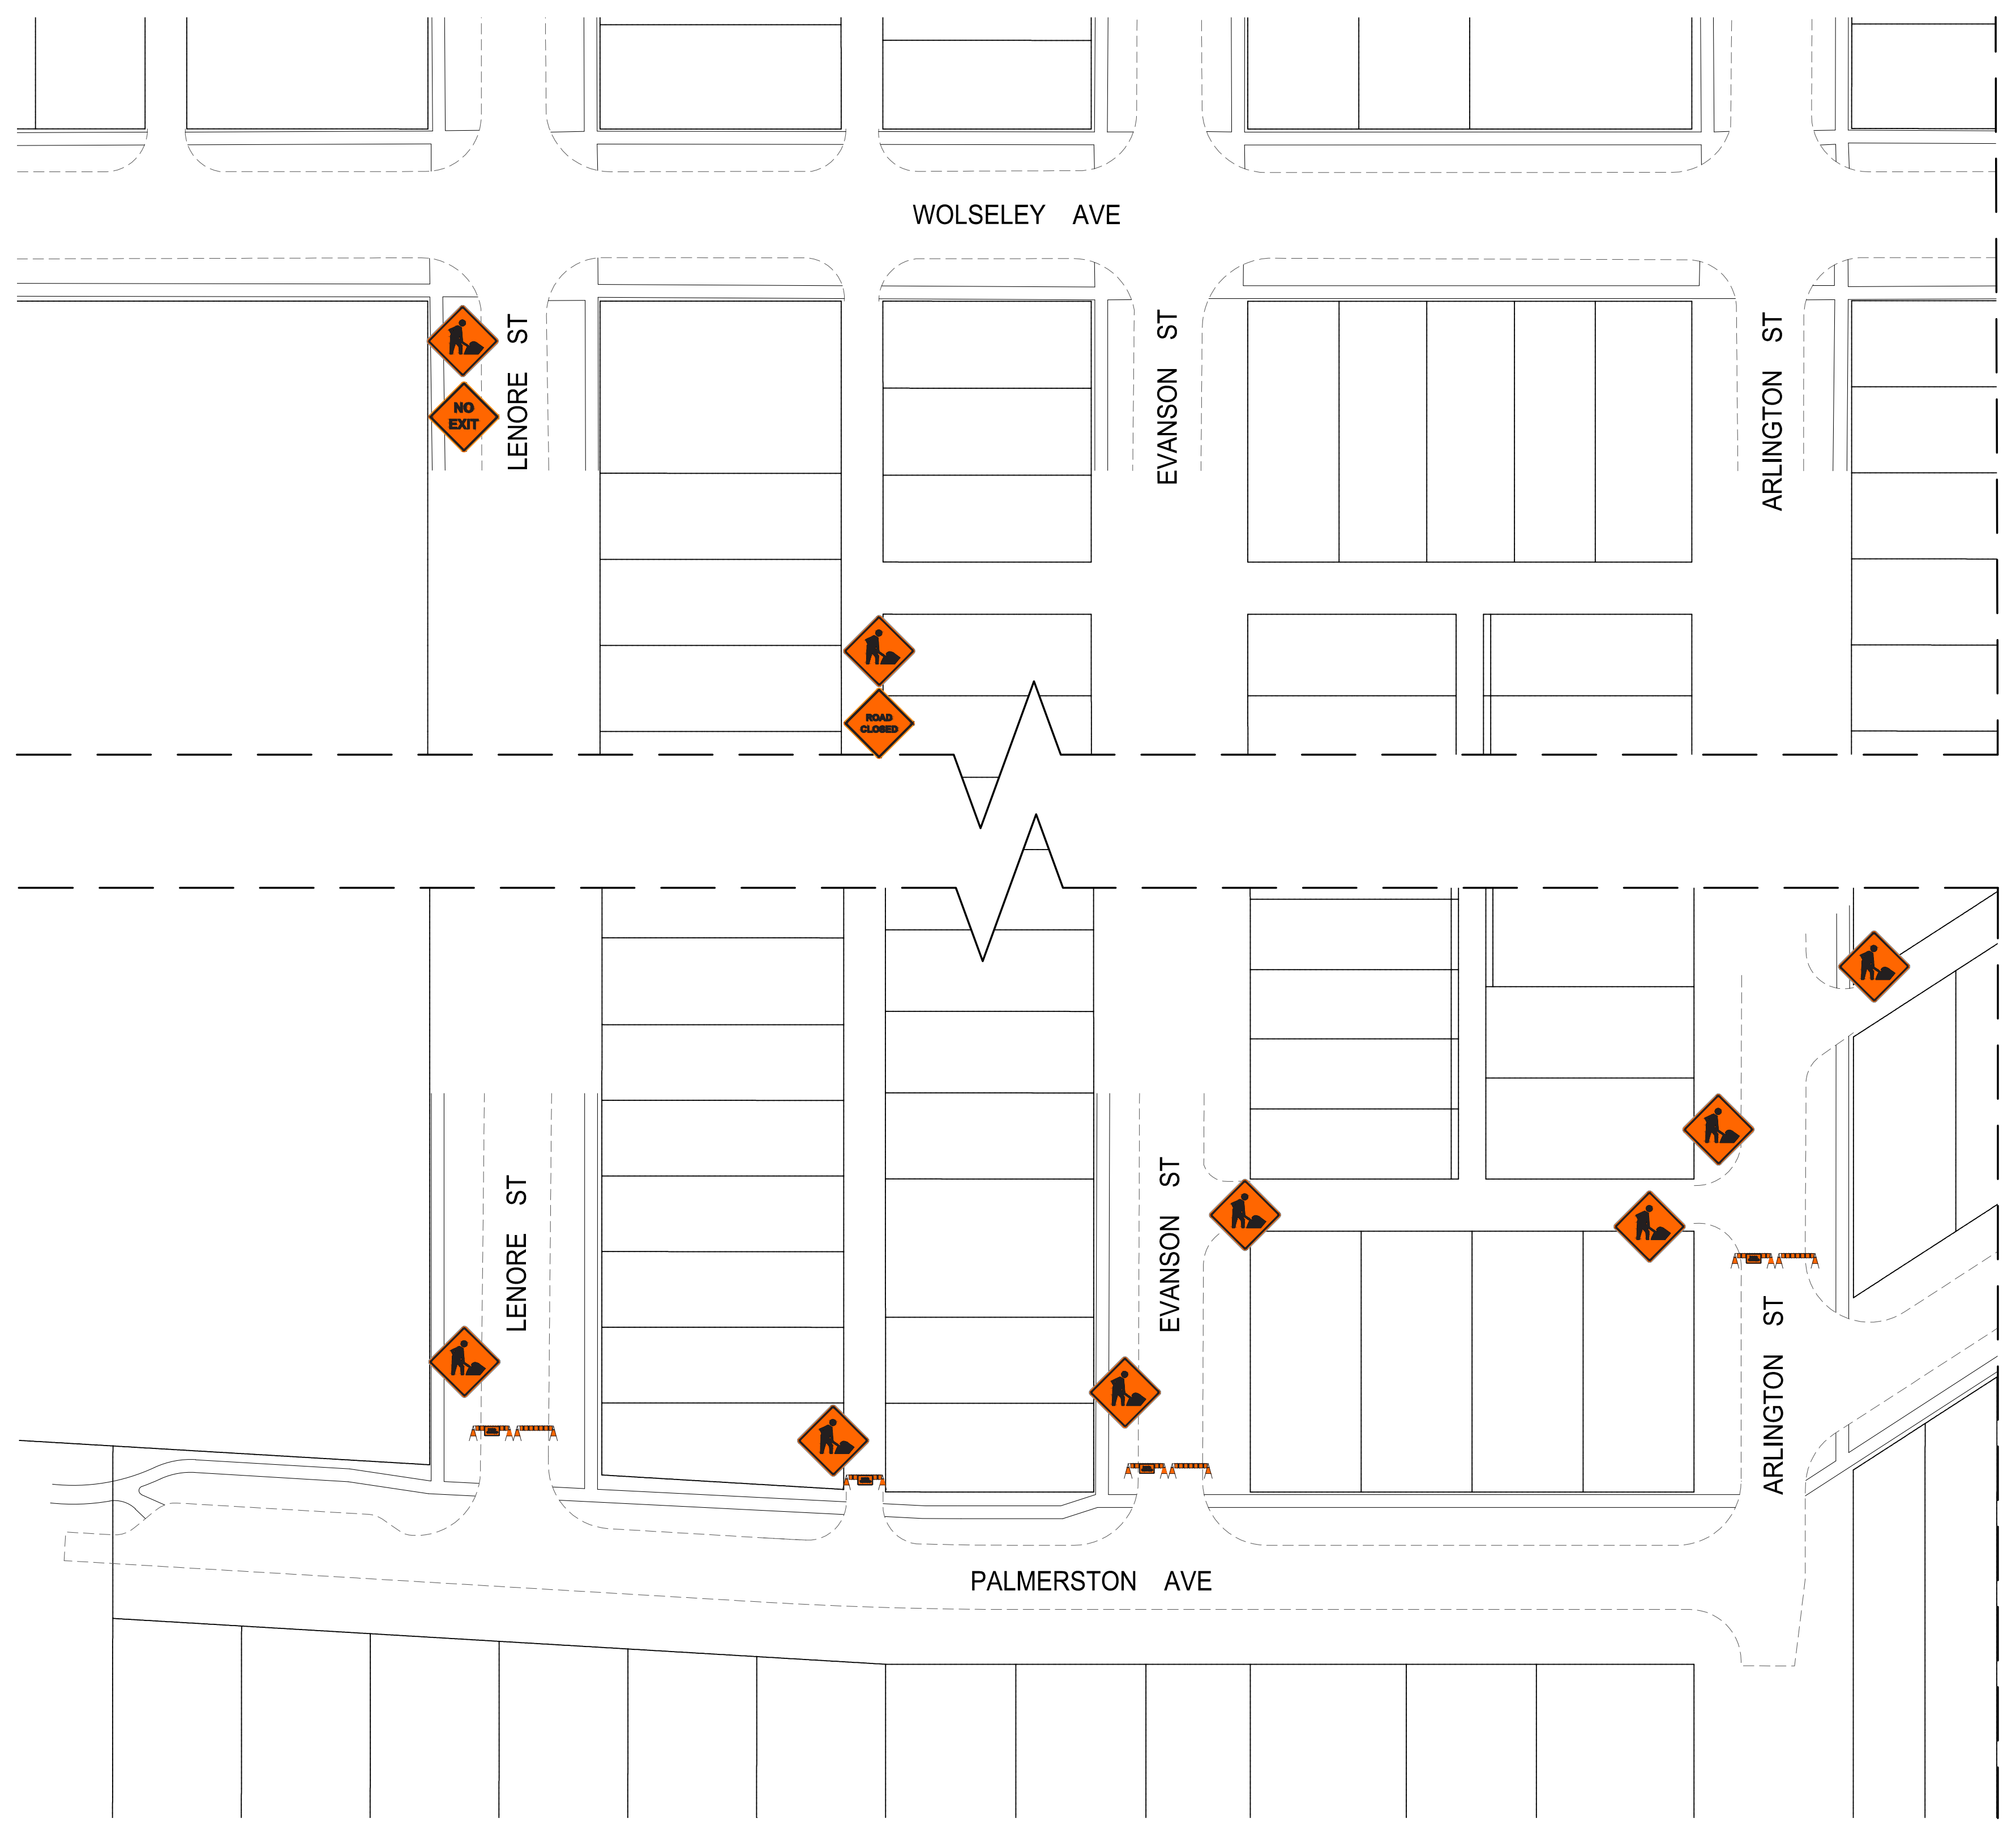 WOLSELEY AVE
LENORE ST
EVANSON ST
ARLINGTON ST
NO
EXIT
ROAD
CLOSED
LENORE ST
EVANSON ST
ARLINGTON ST
PALMERSTON AVE